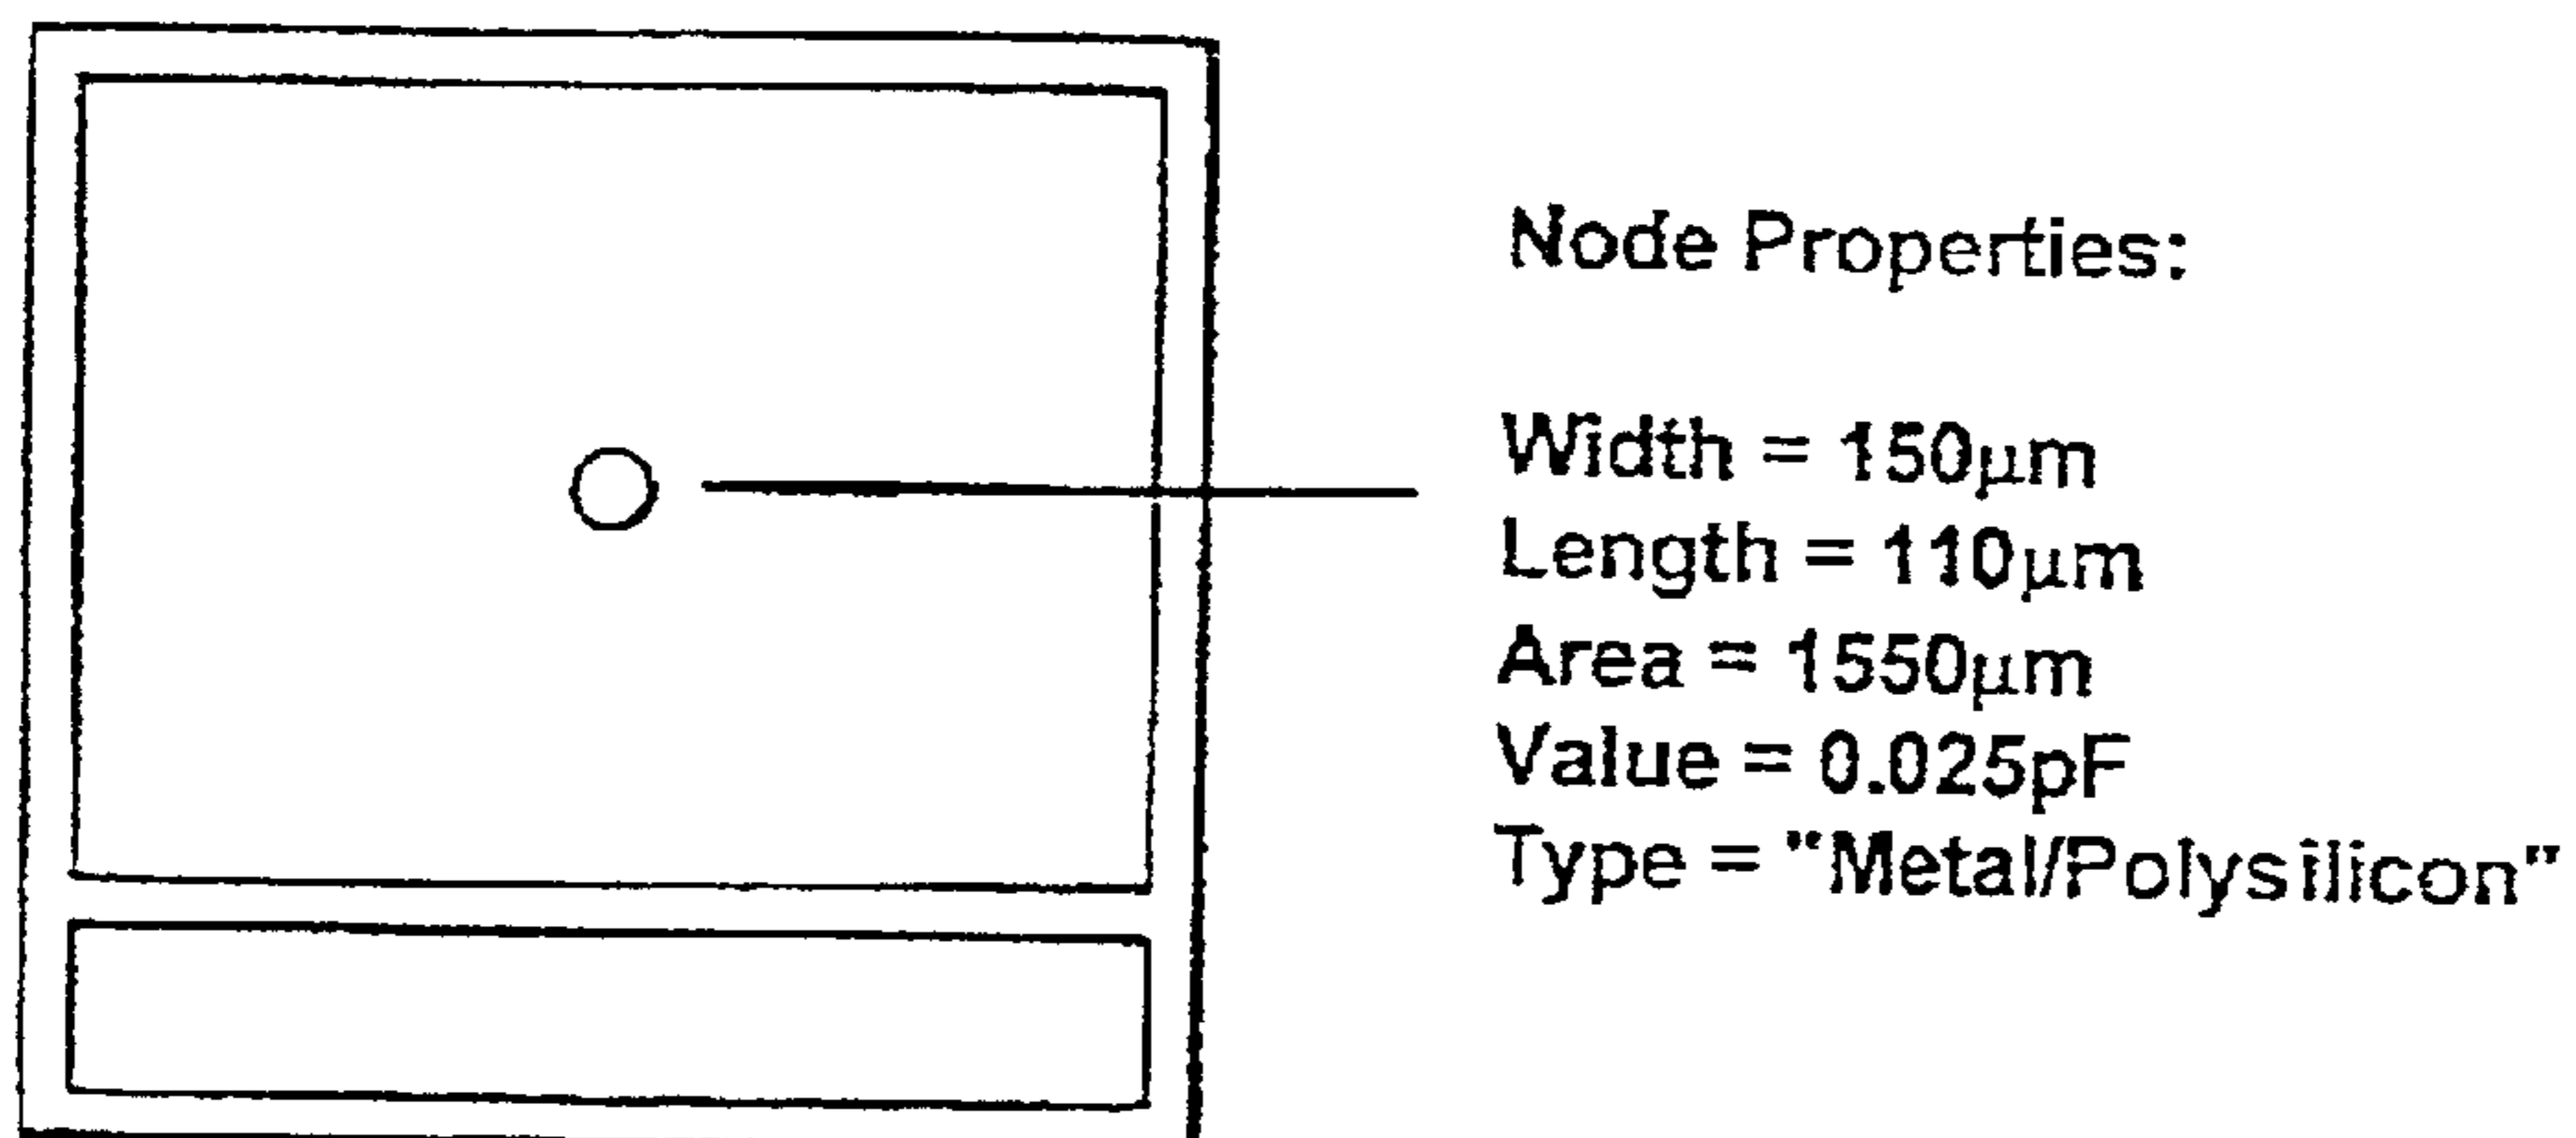 Node Properties:
Width = 150μm
Length = 110μm
Area = 1550μm
Value = 0.025pF
Type = "Metal/Polysilicon"